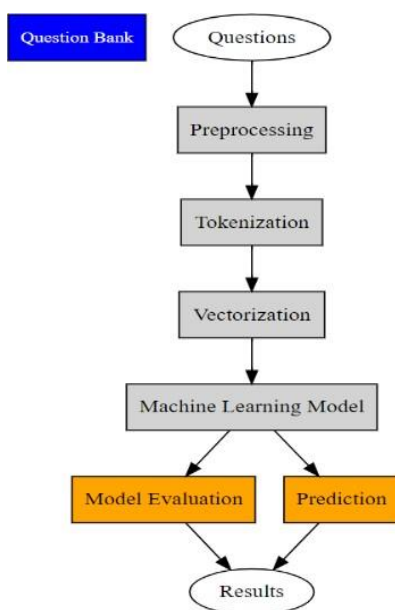 Question Bank
Questions
Preprocessing
Tokenization
Vectorization
Machine Learning Model
Model Evaluation
Prediction
Results